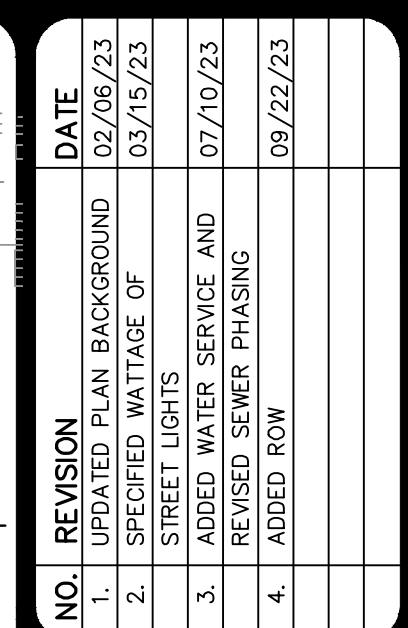 NO. REVISION DATE
1. UPDATED PLAN BACKGROUND 02/06/23
2. SPECIFIED WATTAGE OF 03/15/23
STREET LIGHTS
3. ADDED WATER SERVICE AND 07/10/23
REVISED SEWER PHASING
4. ADDED ROW 09/22/23